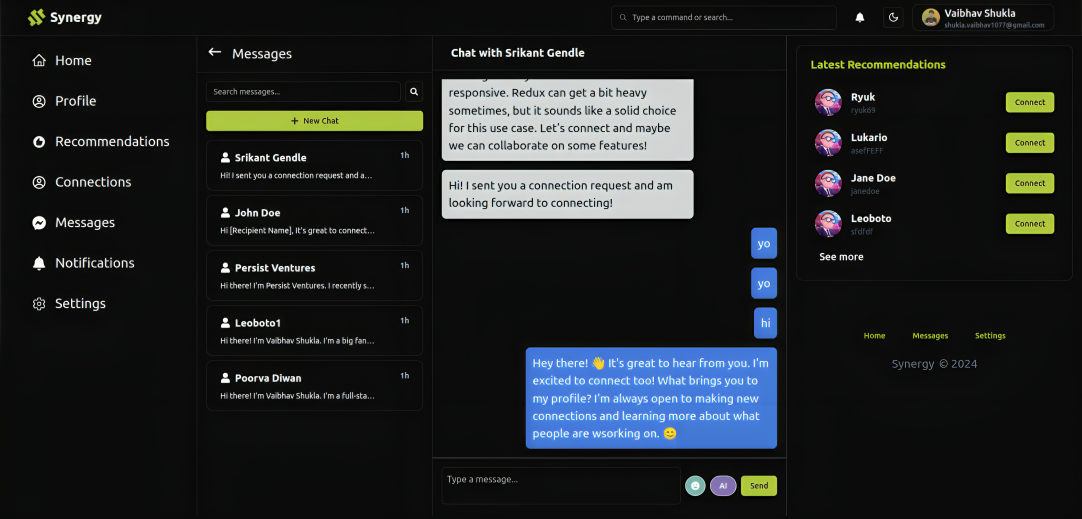 Synergy
Type a command or search...
Vaibhav Shukla
shukla.vaibhav1077@gmail.com
Home
Profile
Recommendations
Connections
Messages
Notifications
Settings
Messages
Search messages...
+ New Chat
Srikant Gendle
1h
Hi! I sent you a connection request and a...
John Doe
1h
Hi [Recipient Name], It's great to connect...
Persist Ventures
1h
Hi there! I'm Persist Ventures. I recently s...
Leoboto1
1h
Hi there! I'm Vaibhav Shukla. I'm a big fan...
Poorva Diwan
1h
Hi there! I'm Vaibhav Shukla. I'm a full-sta...
Chat with Srikant Gendle
responsive. Redux can get a bit heavy
sometimes, but it sounds like a solid choice
for this use case. Let's connect and maybe
we can collaborate on some features!
Hi! I sent you a connection request and am
looking forward to connecting!
yo
yo
hi
Hey there! 👋 It's great to hear from you. I'm
excited to connect too! What brings you to
my profile? I'm always open to making new
connections and learning more about what
people are wsorking on. 😊
Type a message...
AI
Send
Latest Recommendations
Ryuk
ryuk69
Connect
Lukario
asefFEFF
Connect
Jane Doe
janedoe
Connect
Leoboto
sfdfdf
Connect
See more
Home
Messages
Settings
Synergy © 2024